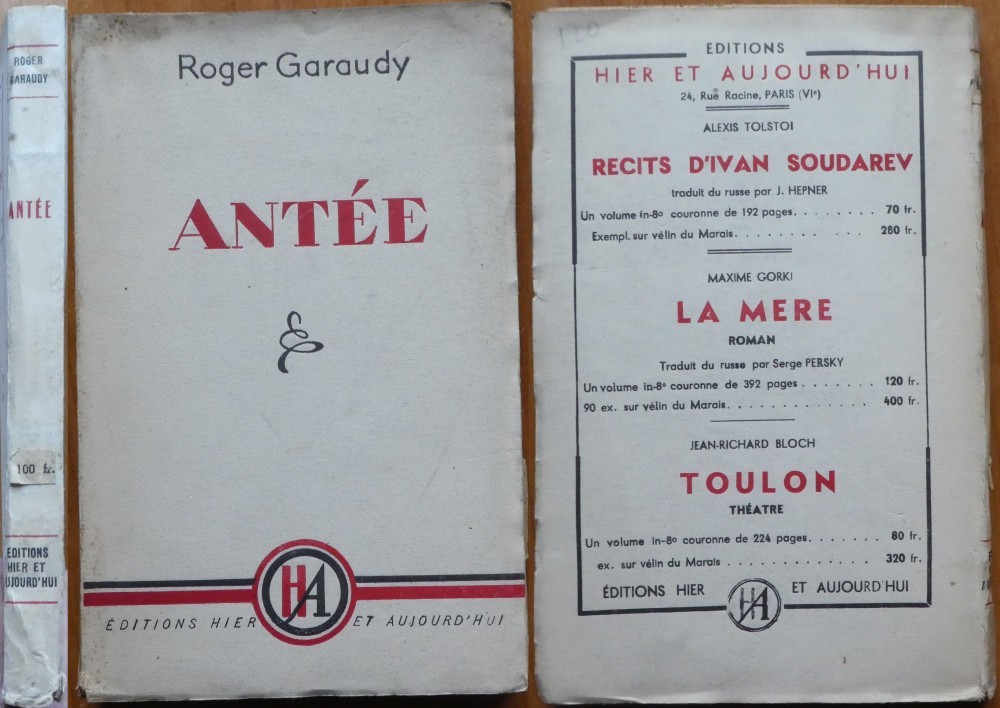 ROGER
GARAUDY
ANTÉE
100 fr.
EDITIONS
HIER ET
AUJOURD'HUI
Roger Garaudy
ANTÉE
HA
ÉDITIONS HIER ET AUJOURD'HUI
120
EDITIONS
HIER ET AUJOURD'HUI
24, Rue Racine, PARIS (VIe)
ALEXIS TOLSTOI
RECITS D'IVAN SOUDAREV
traduit du russe par J. HEPNER
Un volume in-8o couronne de 192 pages. . . . . . . . 70 fr.
Exempl. sur vélin du Marais. . . . . . . . . . . . 280 fr.
MAXIME GORKI
LA MERE
ROMAN
Traduit du russe par Serge PERSKY
Un volume in-8o couronne de 392 pages . . . . . . . 120 fr.
90 ex. sur vélin du Marais. . . . . . . . . . . . . 400 fr.
JEAN-RICHARD BLOCH
TOULON
THÉATRE
Un volume in-8o couronne de 224 pages. . . . . . . 80 fr.
ex. sur vélin du Marais . . . . . . . . . . . . . 320 fr.
ÉDITIONS HIER HA ET AUJOURD'HUI